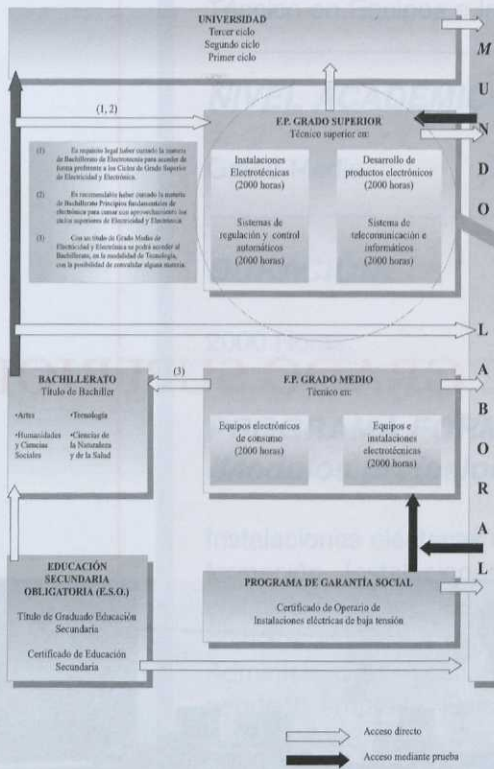 UNIVERSIDAD
Tercer ciclo
Segundo ciclo
Primer ciclo
(1, 2)
(1) Es requisito legal haber cursado la materia
de Bachillerato de Electrotecnia para acceder de
forma preferente a los Ciclos de Grado Superior
de Electricidad y Electrónica.
(2) Es recomendable haber cursado la materia
de Bachillerato Principios fundamentales de
electrónica para cursar con aprovechamiento los
ciclos superiores de Electricidad y Electrónica.
(3) Con un título de Grado Medio de
Electricidad y Electrónica se podrá acceder al
Bachillerato, en la modalidad de Tecnología,
con la posibilidad de convalidar alguna materia.
F.P. GRADO SUPERIOR
Técnico superior en:
Instalaciones
Electrotécnicas
(2000 horas)
Desarrollo de
productos electrónicos
(2000 horas)
Sistemas de
regulación y control
automáticos
(2000 horas)
Sistema de
telecomunicación e
informáticos
(2000 horas)
MUNDO LABORAL
BACHILLERATO
Título de Bachiller
•Artes
•Tecnología
•Humanidades
y Ciencias
Sociales
•Ciencias de
la Naturaleza
y de la Salud
(3)
F.P. GRADO MEDIO
Técnico en:
Equipos electrónicos
de consumo
(2000 horas)
Equipos e
instalaciones
electrotécnicas
(2000 horas)
EDUCACIÓN
SECUNDARIA
OBLIGATORIA (E.S.O.)
Título de Graduado Educación
Secundaria
Certificado de Educación
Secundaria
PROGRAMA DE GARANTÍA SOCIAL
Certificado de Operario de
Instalaciones eléctricas de baja tensión
Acceso directo
Acceso mediante prueba